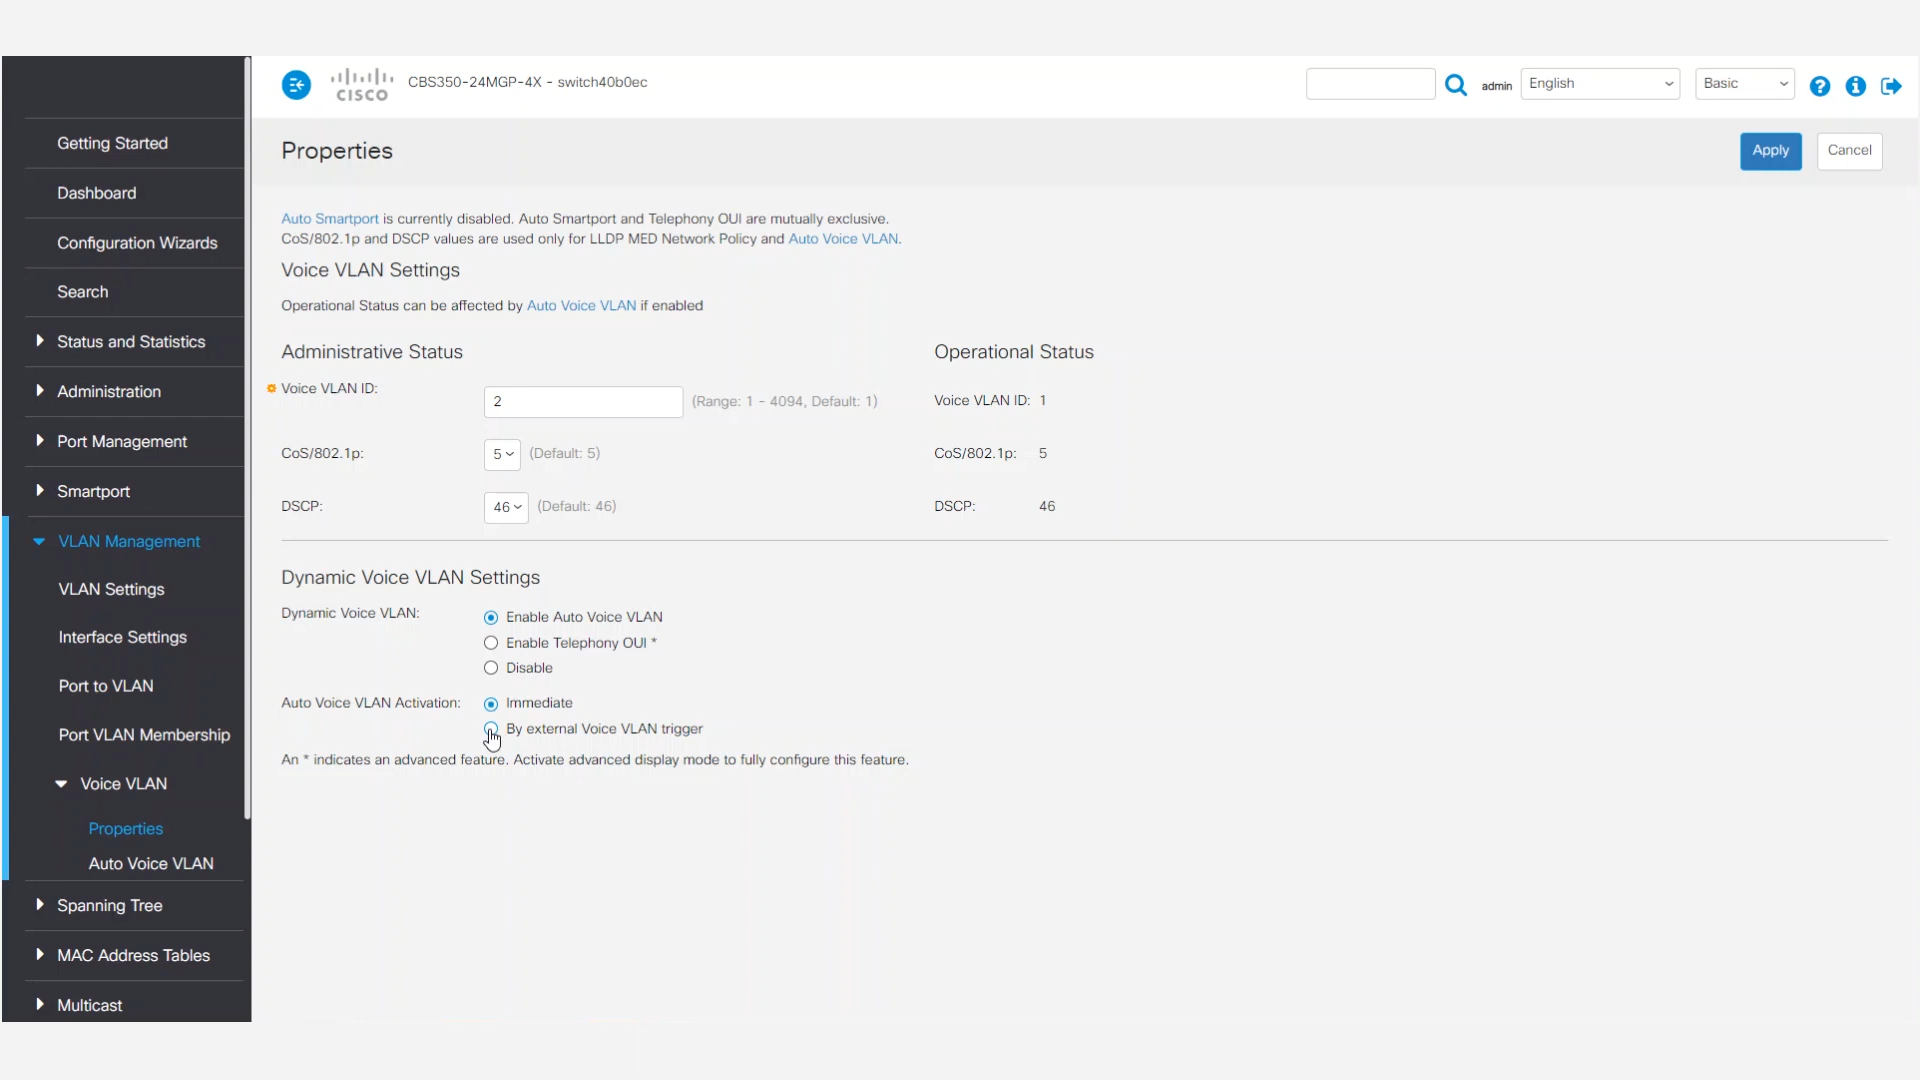 CISCO
CBS350-24MGP-4X - switch40b0ec
admin
English
Basic
Getting Started
Dashboard
Configuration Wizards
Search
Status and Statistics
Administration
Port Management
Smartport
VLAN Management
VLAN Settings
Interface Settings
Port to VLAN
Port VLAN Membership
Voice VLAN
Properties
Auto Voice VLAN
Spanning Tree
MAC Address Tables
Multicast
Properties
Apply
Cancel
Auto Smartport is currently disabled. Auto Smartport and Telephony OUI are mutually exclusive.
CoS/802.1p and DSCP values are used only for LLDP MED Network Policy and Auto Voice VLAN.
Voice VLAN Settings
Operational Status can be affected by Auto Voice VLAN if enabled
Administrative Status
Operational Status
Voice VLAN ID: 2 (Range: 1 - 4094, Default: 1)
Voice VLAN ID: 1
CoS/802.1p: 5 (Default: 5)
CoS/802.1p: 5
DSCP: 46 (Default: 46)
DSCP: 46
Dynamic Voice VLAN Settings
Dynamic Voice VLAN: Enable Auto Voice VLAN
Enable Telephony OUI *
Disable
Auto Voice VLAN Activation: Immediate
By external Voice VLAN trigger
An * indicates an advanced feature. Activate advanced display mode to fully configure this feature.